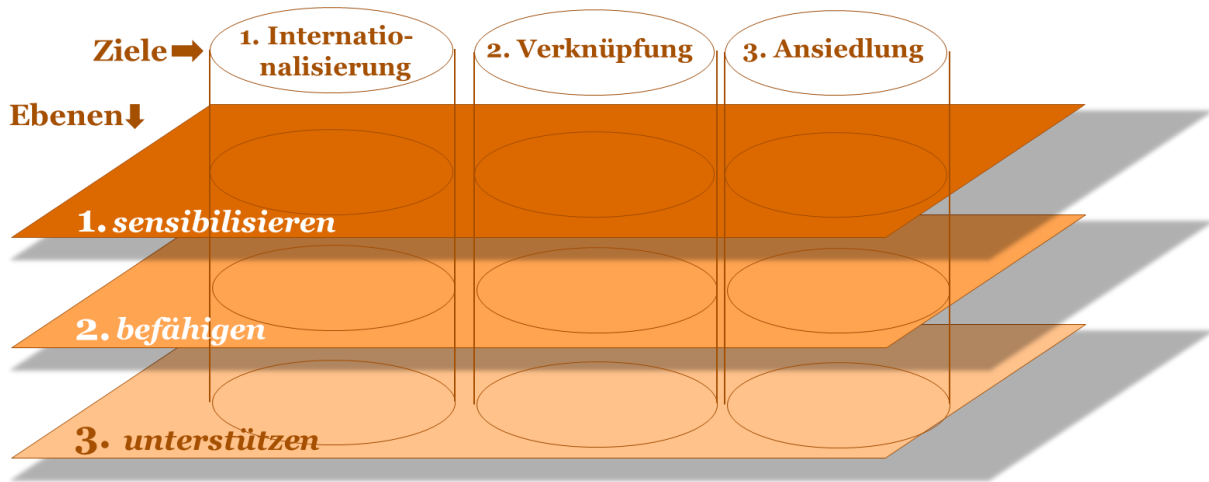 Ziele
1. Internatio-
nalisierung
2. Verknüpfung
3. Ansiedlung
Ebenen
1. sensibilisieren
2. befähigen
3. unterstützen